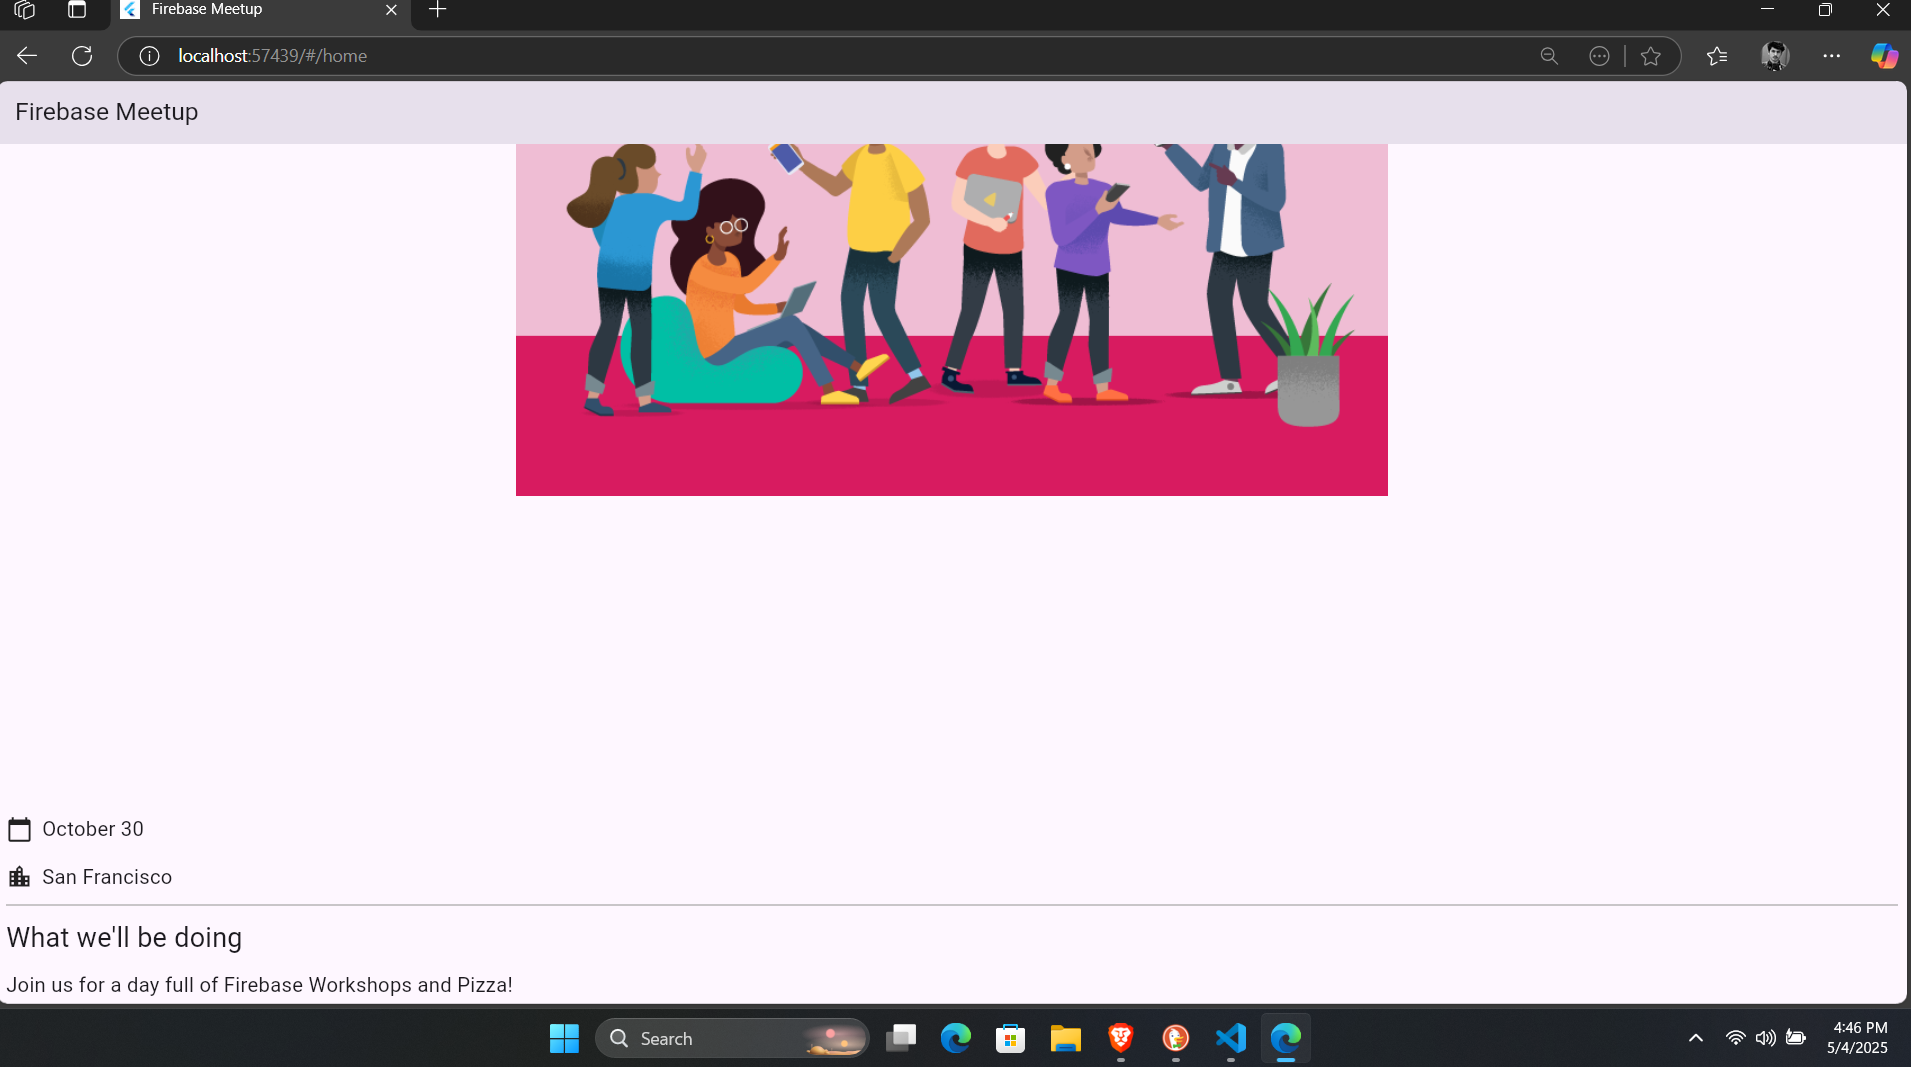 Firebase Meetup
localhost:57439/#/home
Firebase Meetup
October 30
San Francisco
What we'll be doing
Join us for a day full of Firebase Workshops and Pizza!
Search
4:46 PM
5/4/2025